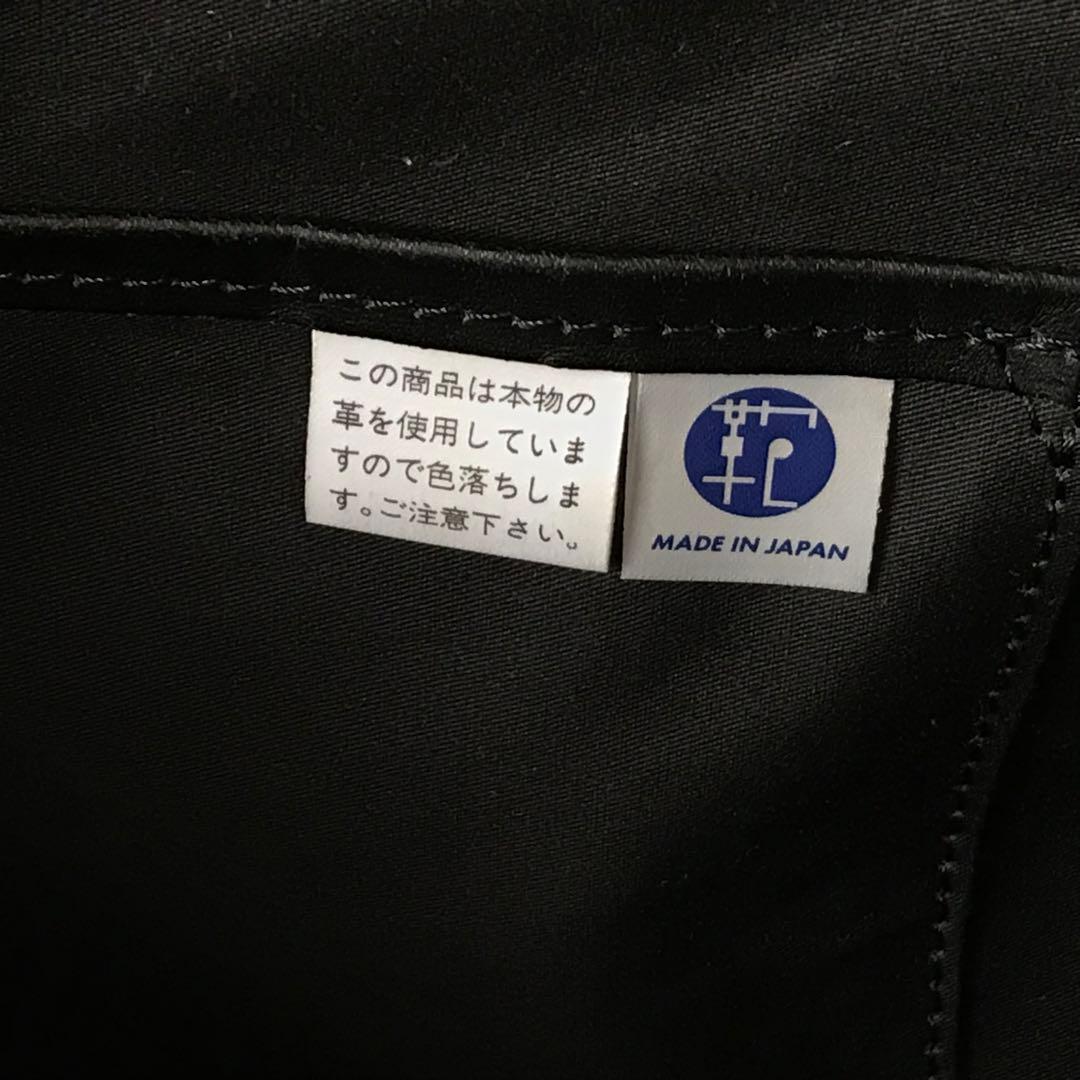 この商品は本物の
革を使用していま
すので色落ちしま
す。ご注意下さい。
鞄
MADE IN JAPAN